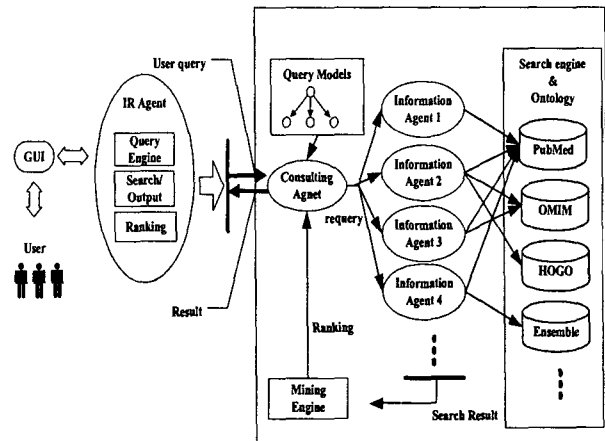 User query
IR Agent
Query
Engine
Search/
Output
Ranking
GUI
User
Result
Query Models
Consulting
Agnet
requery
Ranking
Mining
Engine
Information
Agent 1
Information
Agent 2
Information
Agent 3
Information
Agent 4
Search Result
Search engine
&
Ontology
PubMed
OMIM
HOGO
Ensemble